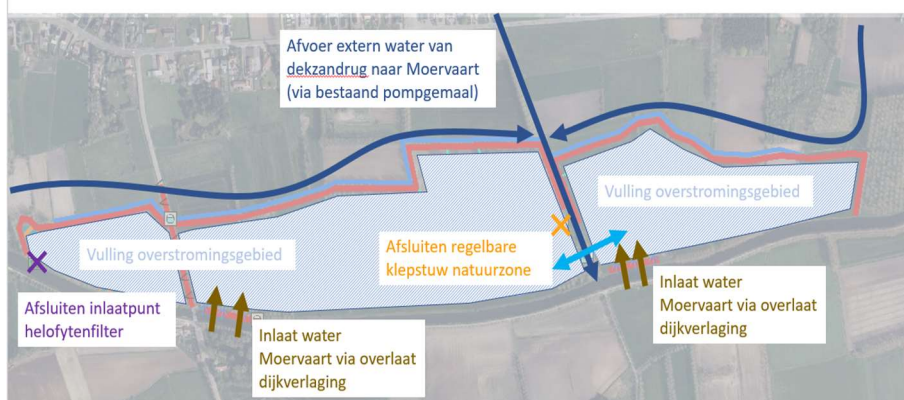 Afvoer extern water van
dekzandrug naar Moervaart
(via bestaand pompgemaal)
Vulling overstromingsgebied
Vulling overstromingsgebied
Afsluiten regelbare
klepstuw natuurzone
Afsluiten inlaatpunt
helofytenfilter
Inlaat water
Moervaart via overlaat
dijkverlaging
Inlaat water
Moervaart via overlaat
dijkverlaging